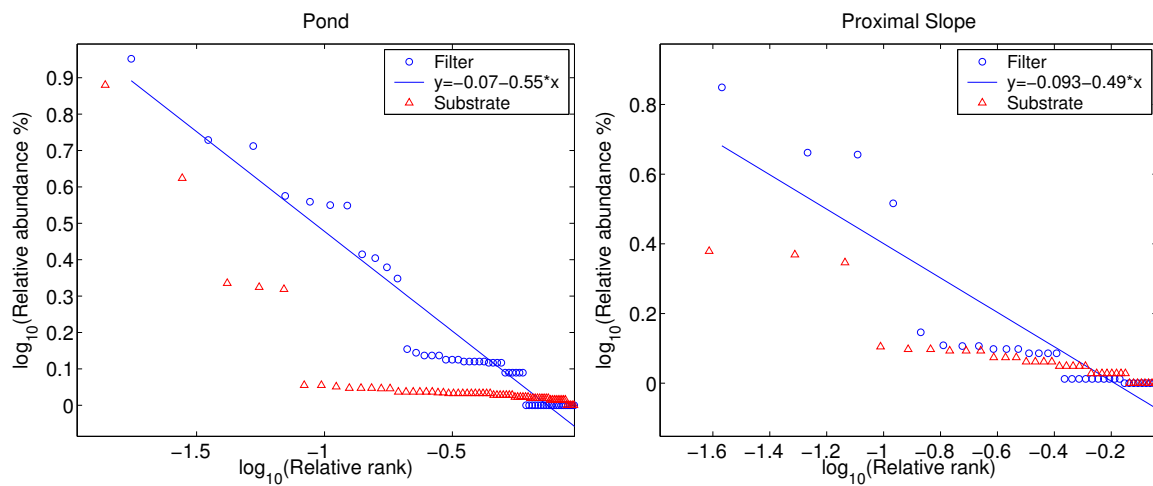 Pond
0.9
0.8
0.7
0.6
0.5
0.4
0.3
0.2
0.1
0
−1.5
−1
−0.5
log10(Relative rank)
log10(Relative abundance %)
Filter
y=−0.07−0.55*x
Substrate
Proximal Slope
0.8
0.6
0.4
0.2
0
−1.6
−1.4
−1.2
−1
−0.8
−0.6
−0.4
−0.2
log10(Relative rank)
log10(Relative abundance %)
Filter
y=−0.093−0.49*x
Substrate